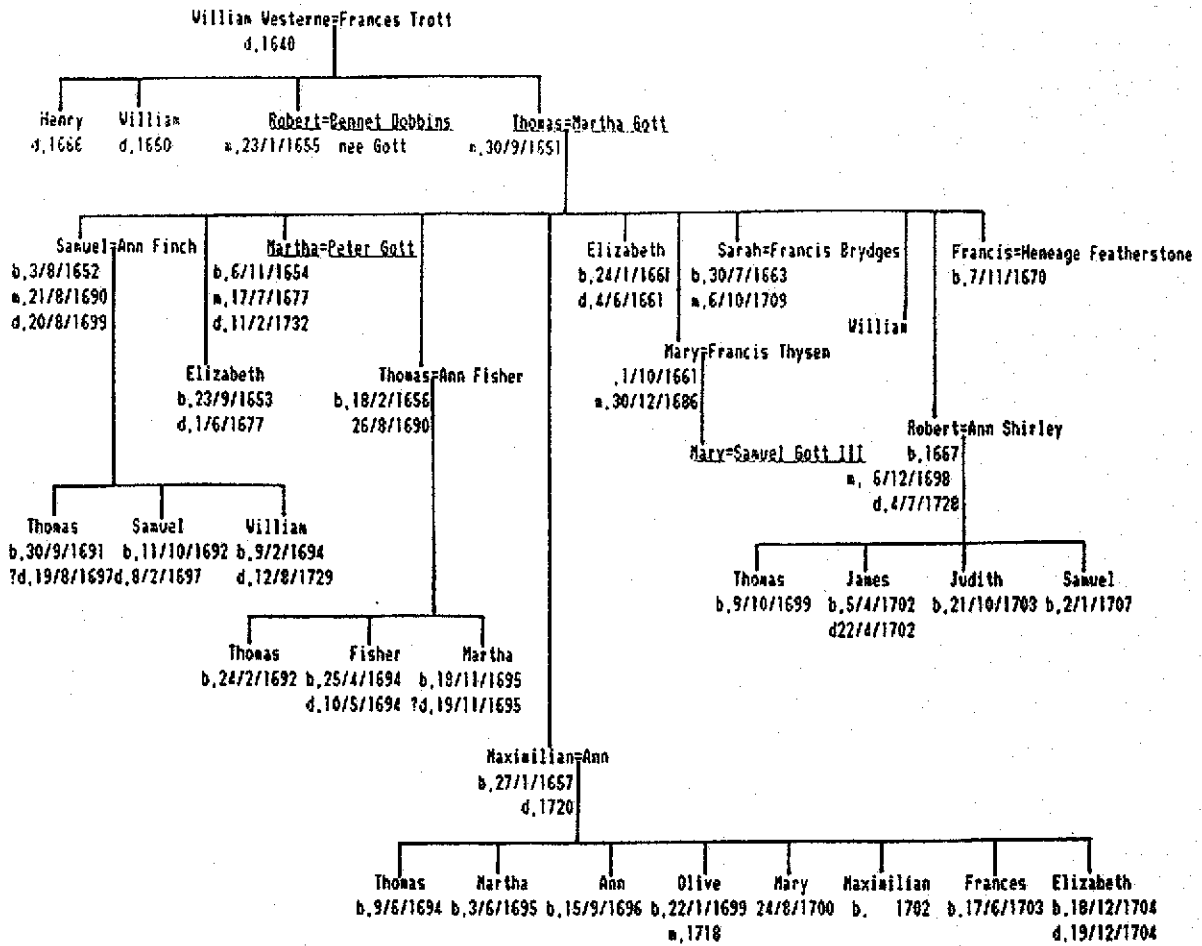 William Westerne=Frances Trott
d,1640
Henry William Robert=Bennet Dobbins Thomas=Martha Gott
d,1666 d,1650 m,23/1/1655 nee Gott m,30/9/1651
Samuel=Ann Finch Martha=Peter Gott Elizabeth Sarah=Francis Brydges Francis=Heneage Featherstone
b,3/8/1652 b,6/11/1654 b,24/1/1661 b,30/7/1663 b,7/11/1670
m,21/8/1690 m,17/7/1677 d,4/6/1661 m,6/10/1709
d,20/8/1699 d,11/2/1732
William
Mary=Francis Thysen
Elizabeth Thomas=Ann Fisher ,1/10/1661
b,23/9/1653 b,18/2/1656 m,30/12/1686
d,1/6/1677 26/8/1690
Robert=Ann Shirley
Mary=Samuel Gott III b,1667
m, 6/12/1698
d,4/7/1728
Thomas Samuel William
b,30/9/1691 b,11/10/1692 b,9/2/1694
?d,19/8/1697 d,8/2/1697 d,12/8/1729
Thomas James Judith Samuel
b,9/10/1699 b,5/4/1702 b,21/10/1703 b,2/1/1707
d22/4/1702
Thomas Fisher Martha
b,24/2/1692 b,25/4/1694 b,18/11/1695
d,10/5/1694 ?d,19/11/1695
Maximilian=Ann
b,27/1/1657
d,1720
Thomas Martha Ann Olive Mary Maximilian Frances Elizabeth
b,9/6/1694 b,3/6/1695 b,15/9/1696 b,22/1/1699 24/8/1700 b, 1702 b,17/6/1703 b,18/12/1704
m,1718 d,19/12/1704